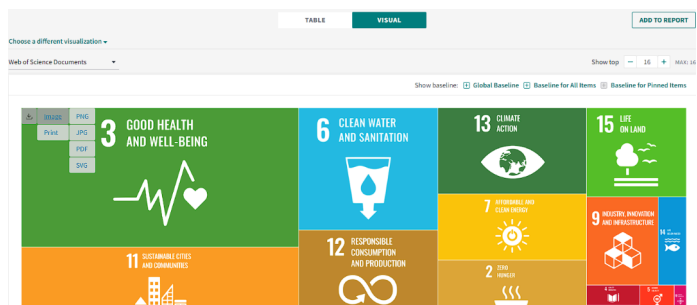 TABLE
VISUAL
ADD TO REPORT
Choose a different visualization
Web of Science Documents
Show top
16
MAX: 16
Show baseline:
Global Baseline
Baseline for All Items
Baseline for Pinned Items
Image
Print
PNG
JPG
PDF
SVG
3 GOOD HEALTH
AND WELL-BEING
6 CLEAN WATER
AND SANITATION
13 CLIMATE
ACTION
15 LIFE
ON LAND
7 AFFORDABLE AND
CLEAN ENERGY
9 INDUSTRY, INNOVATION
AND INFRASTRUCTURE
14
11 SUSTAINABLE CITIES
AND COMMUNITIES
12 RESPONSIBLE
CONSUMPTION
AND PRODUCTION
2 ZERO
HUNGER
4
5